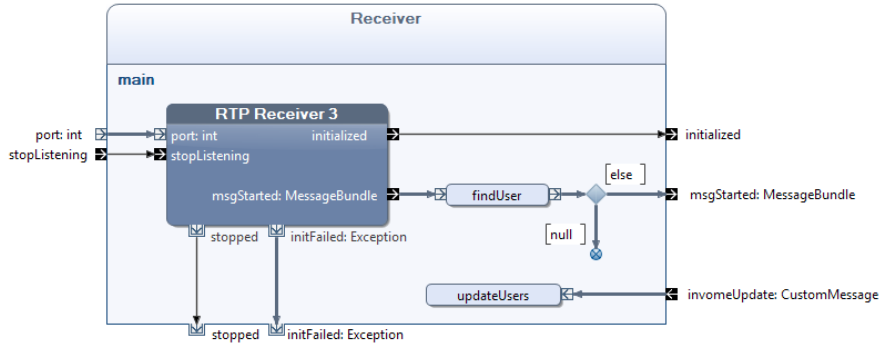 Receiver
main
RTP Receiver 3
port: int
port: int
initialized
initialized
stopListening
stopListening
[else ]
msgStarted: MessageBundle
findUser
msgStarted: MessageBundle
[null ]
stopped
initFailed: Exception
updateUsers
invomeUpdate: CustomMessage
stopped
initFailed: Exception